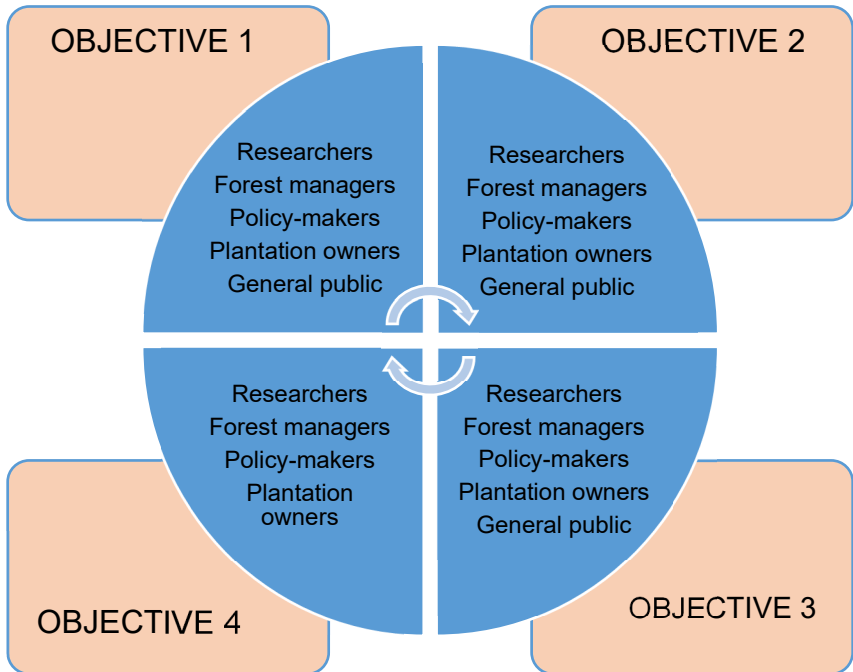 OBJECTIVE 1
Researchers
Forest managers
Policy-makers
Plantation owners
General public
OBJECTIVE 2
Researchers
Forest managers
Policy-makers
Plantation owners
General public
Researchers
Forest managers
Policy-makers
Plantation
owners
OBJECTIVE 4
Researchers
Forest managers
Policy-makers
Plantation owners
General public
OBJECTIVE 3